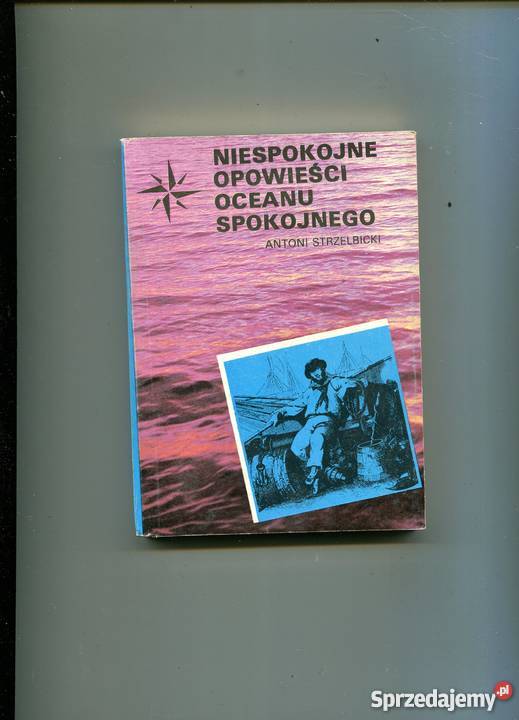 NIESPOKOJNE
OPOWIEŚCI
OCEANU
SPOKOJNEGO
ANTONI STRZELBICKI
Sprzedajemy.pl